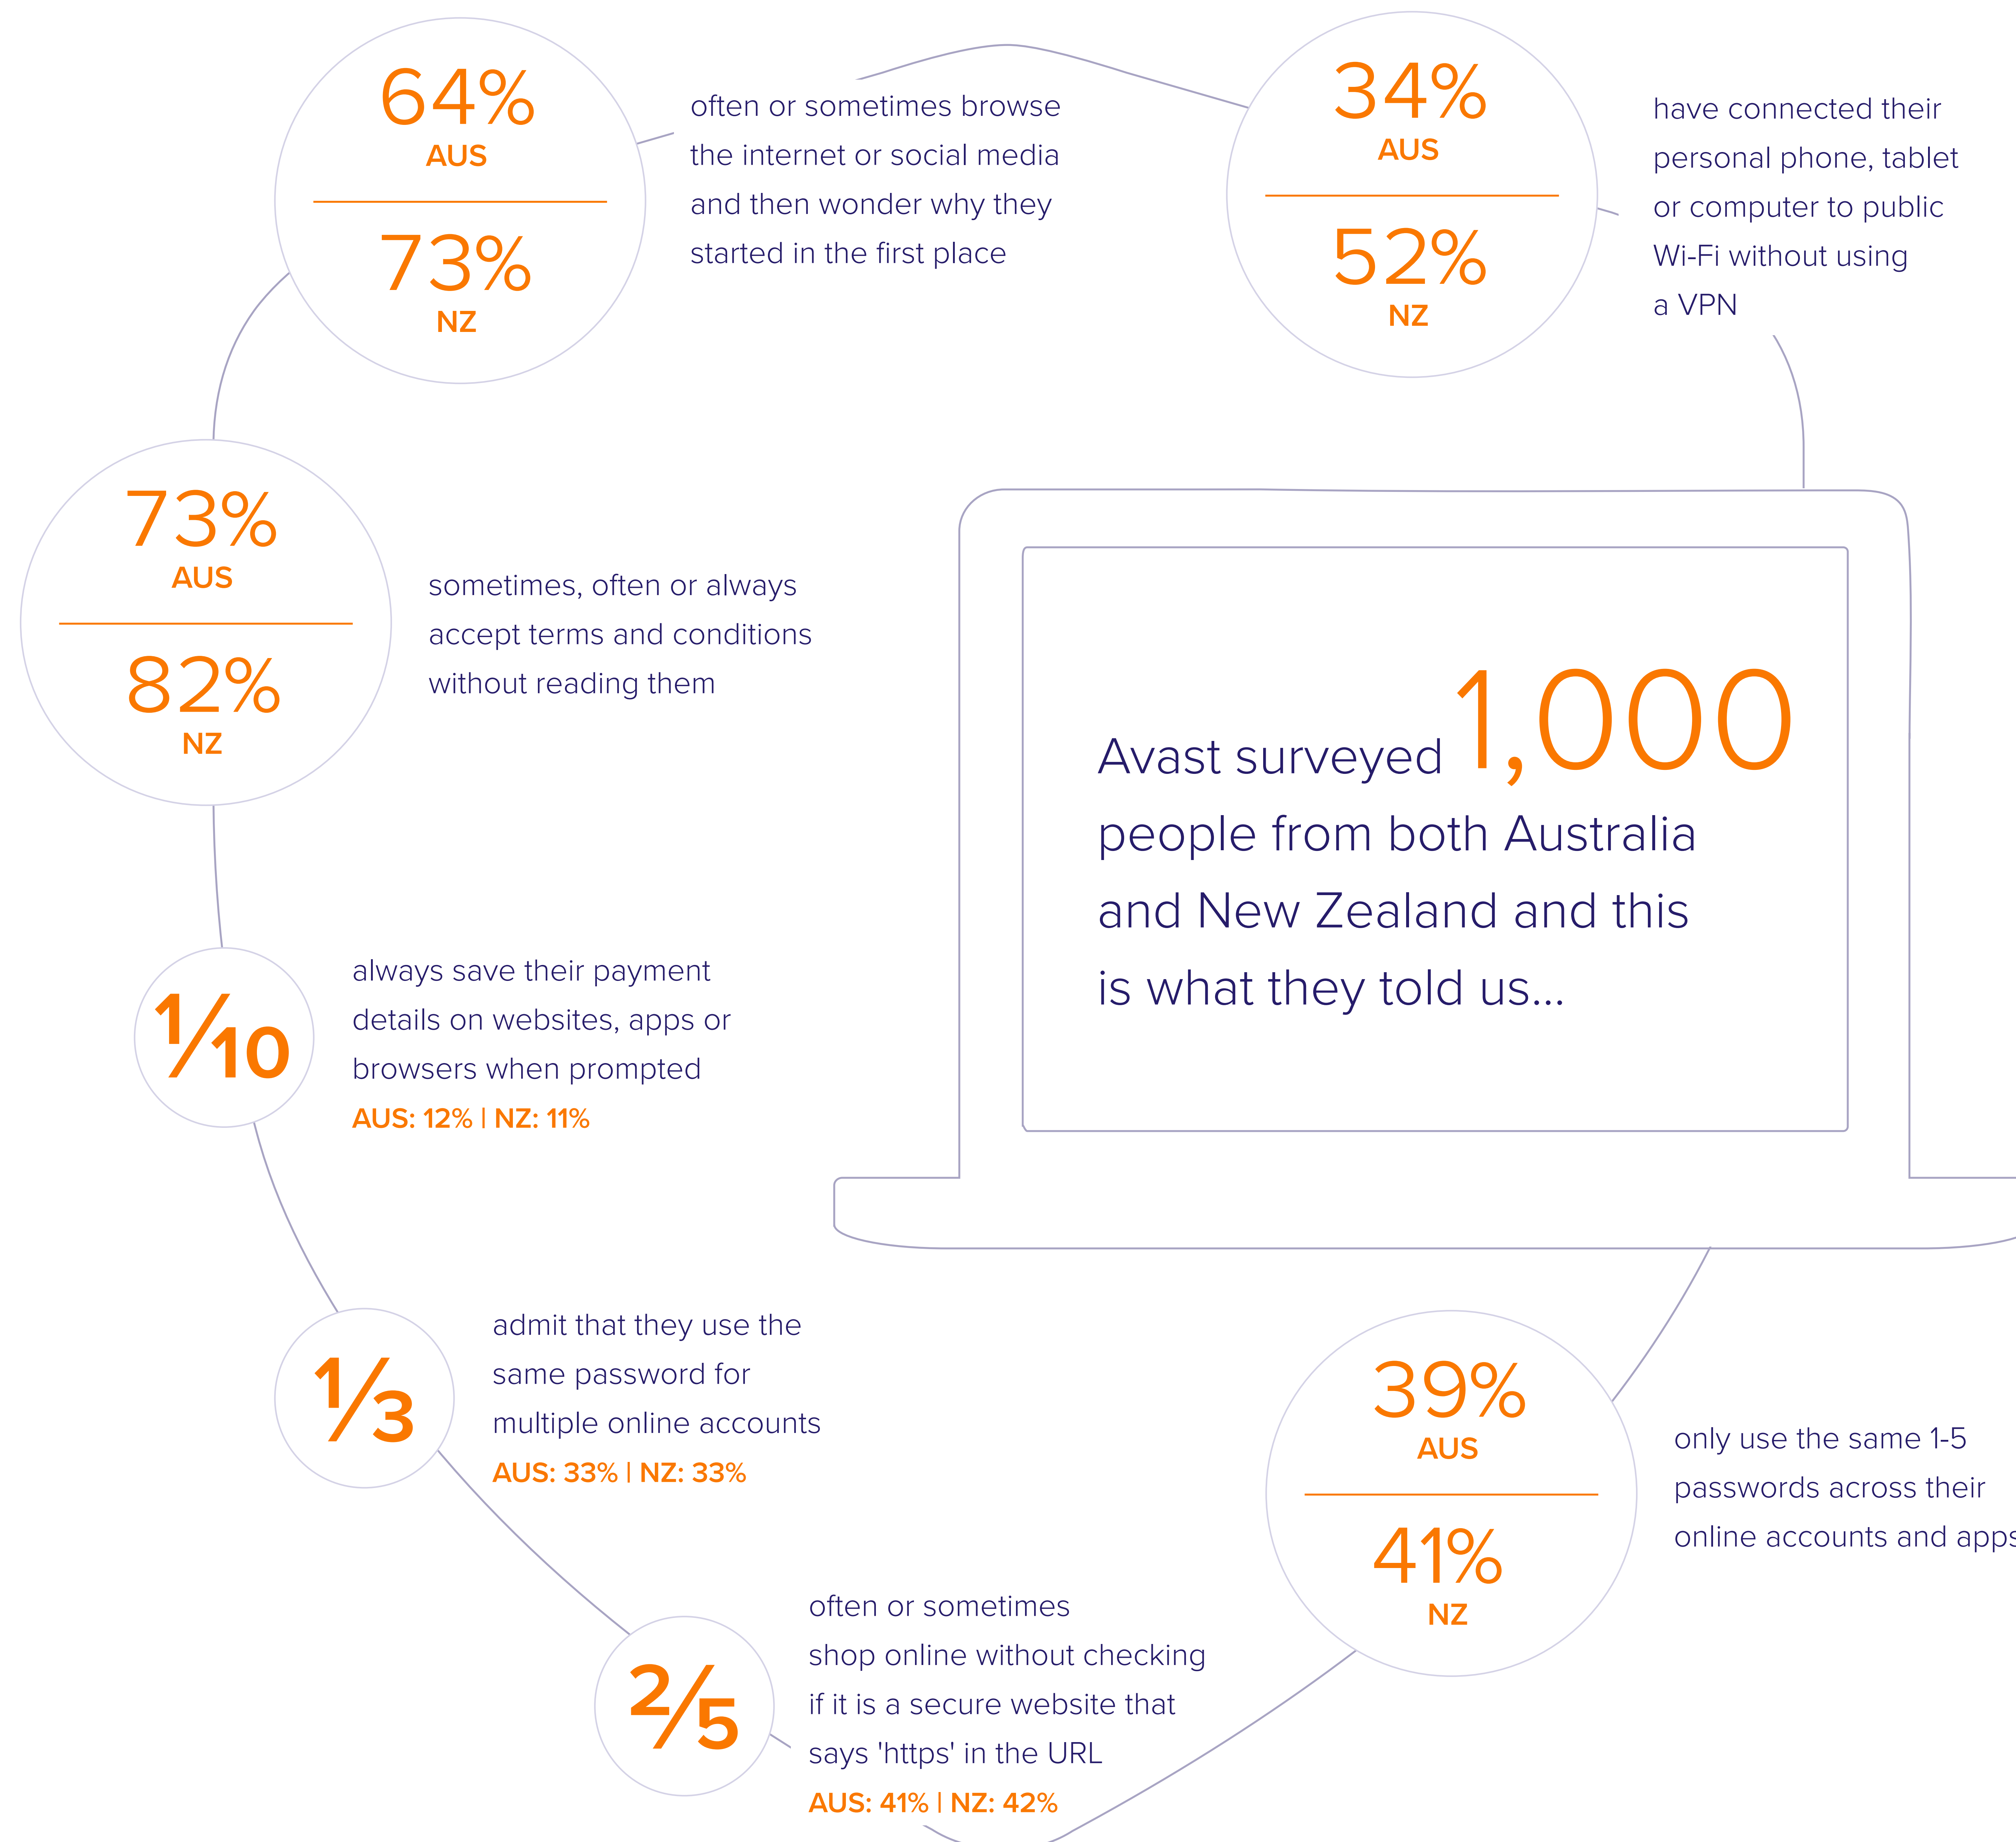 64%
AUS
73%
NZ
often or sometimes browse
the internet or social media
and then wonder why they
started in the first place
34%
AUS
52%
NZ
have connected their
personal phone, tablet
or computer to public
Wi-Fi without using
a VPN
73%
AUS
82%
NZ
sometimes, often or always
accept terms and conditions
without reading them
Avast surveyed 1,000
people from both Australia
and New Zealand and this
is what they told us...
1/10
always save their payment
details on websites, apps or
browsers when prompted
AUS: 12% | NZ: 11%
1/3
admit that they use the
same password for
multiple online accounts
AUS: 33% | NZ: 33%
39%
AUS
41%
NZ
only use the same 1-5
passwords across their
online accounts and apps
2/5
often or sometimes
shop online without checking
if it is a secure website that
says 'https' in the URL
AUS: 41% | NZ: 42%